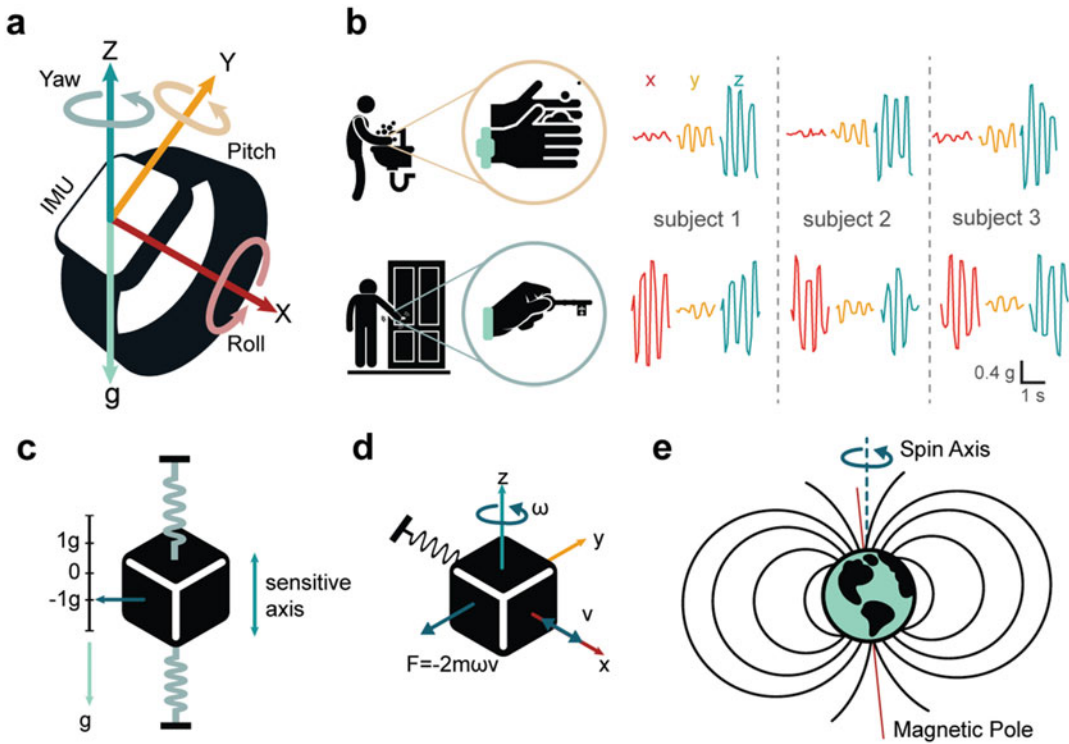 a
Z
Yaw
Y
Pitch
IMU
X
Roll
g
b
x y z
subject 1
subject 2
subject 3
0.4 g
1 s
c
1g
0
-1g
sensitive
axis
g
d
z
ω
y
v
x
F=-2mωv
e
Spin Axis
Magnetic Pole